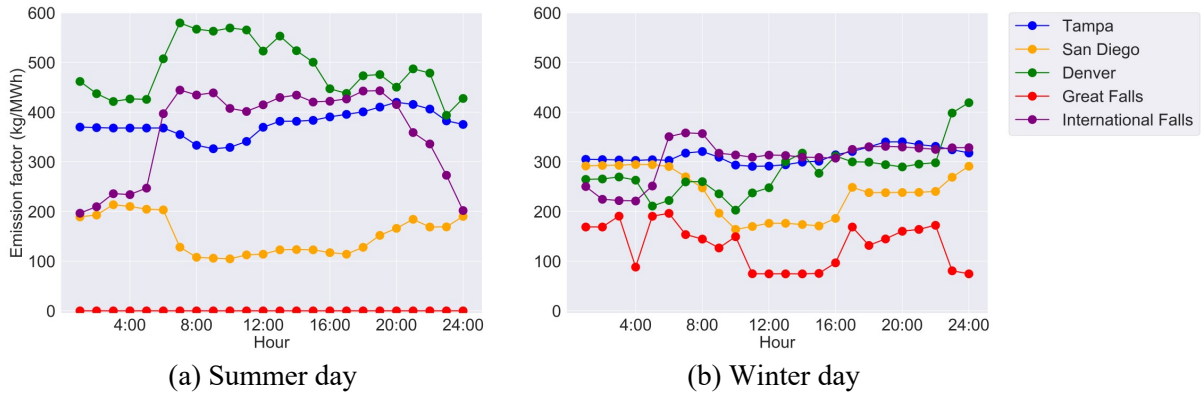 Emission factor (kg/MWh)
600
500
400
300
200
100
0
4:00 8:00 12:00 16:00 20:00 24:00
Hour
(a) Summer day
600
500
400
300
200
100
0
4:00 8:00 12:00 16:00 20:00 24:00
Hour
(b) Winter day
Tampa
San Diego
Denver
Great Falls
International Falls